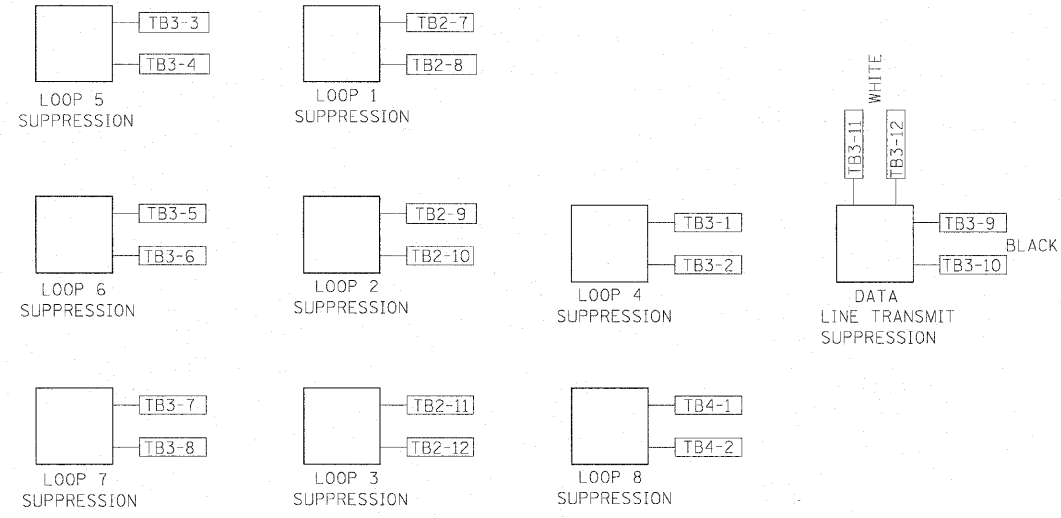 TB3-3
TB3-4
LOOP 5
SUPPRESSION
TB2-7
TB2-8
LOOP 1
SUPPRESSION
TB3-5
TB3-6
LOOP 6
SUPPRESSION
TB2-9
TB2-10
LOOP 2
SUPPRESSION
TB3-1
TB3-2
LOOP 4
SUPPRESSION
WHITE
TB3-11
TB3-12
TB3-9
BLACK
TB3-10
DATA
LINE TRANSMIT
SUPPRESSION
TB3-7
TB3-8
LOOP 7
SUPPRESSION
TB2-11
TB2-12
LOOP 3
SUPPRESSION
TB4-1
TB4-2
LOOP 8
SUPPRESSION